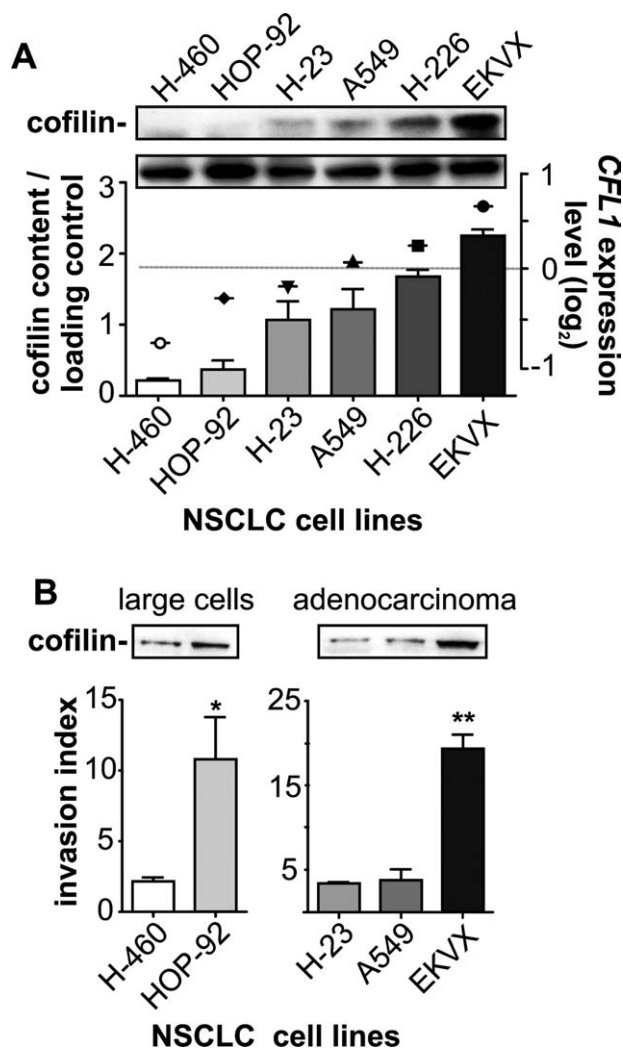 A
H-460 HOP-92 H-23 A549 H-226 EKVX
cofilin-
cofilin content /
loading control
3
2
1
0
CFL1 expression
level (log2)
1
0
-1
H-460 HOP-92 H-23 A549 H-226 EKVX
NSCLC cell lines
B
large cells adenocarcinoma
cofilin-
invasion index
15
10
5
0
*
H-460 HOP-92
25
15
5
**
H-23 A549 EKVX
NSCLC cell lines